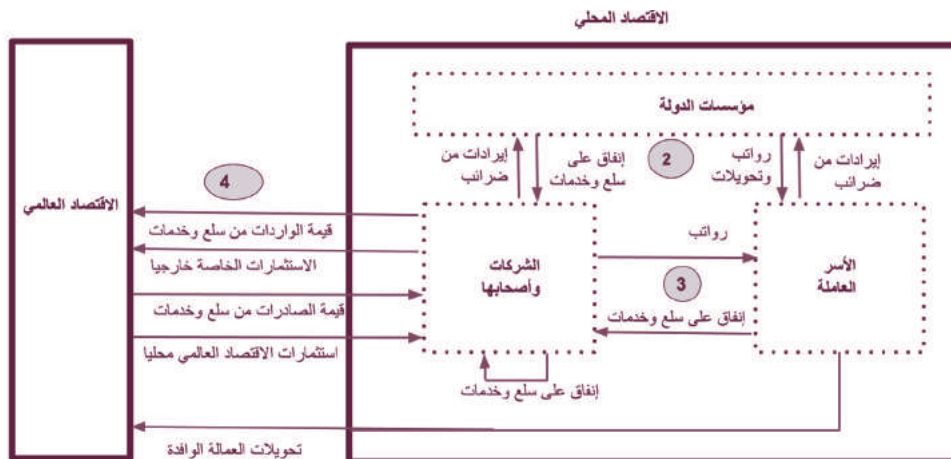 الاقتصاد المحلي
مؤسسات الدولة
إيرادات من
ضرائب
إنفاق على
سلع وخدمات
2
رواتب
وتحويلات
إيرادات من
ضرائب
4
الاقتصاد العالمي
قيمة الواردات من سلع وخدمات
الاستثمارات الخاصة خارجيا
قيمة الصادرات من سلع وخدمات
استثمارات الاقتصاد العالمي محليا
الشركات
وأصحابها
رواتب
3
إنفاق على سلع وخدمات
الأسر
العاملة
إنفاق على سلع وخدمات
تحويلات العمالة الوافدة